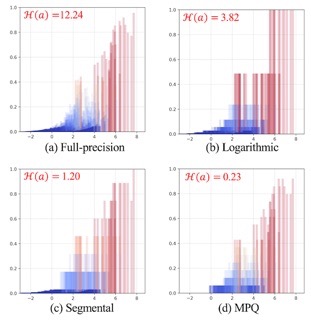 ℋ(a) =12.24
1.0
0.8
0.6
0.4
0.2
0.0
−2 0 2 4 6 8
(a) Full-precision
ℋ(a) =3.82
1.0
0.8
0.6
0.4
0.2
0.0
−2 0 2 4 6 8
(b) Logarithmic
ℋ(a) =1.20
1.0
0.8
0.6
0.4
0.2
0.0
−2 0 2 4 6 8
(c) Segmental
ℋ(a) =0.23
1.0
0.8
0.6
0.4
0.2
0.0
−2 0 2 4 6 8
(d) MPQ